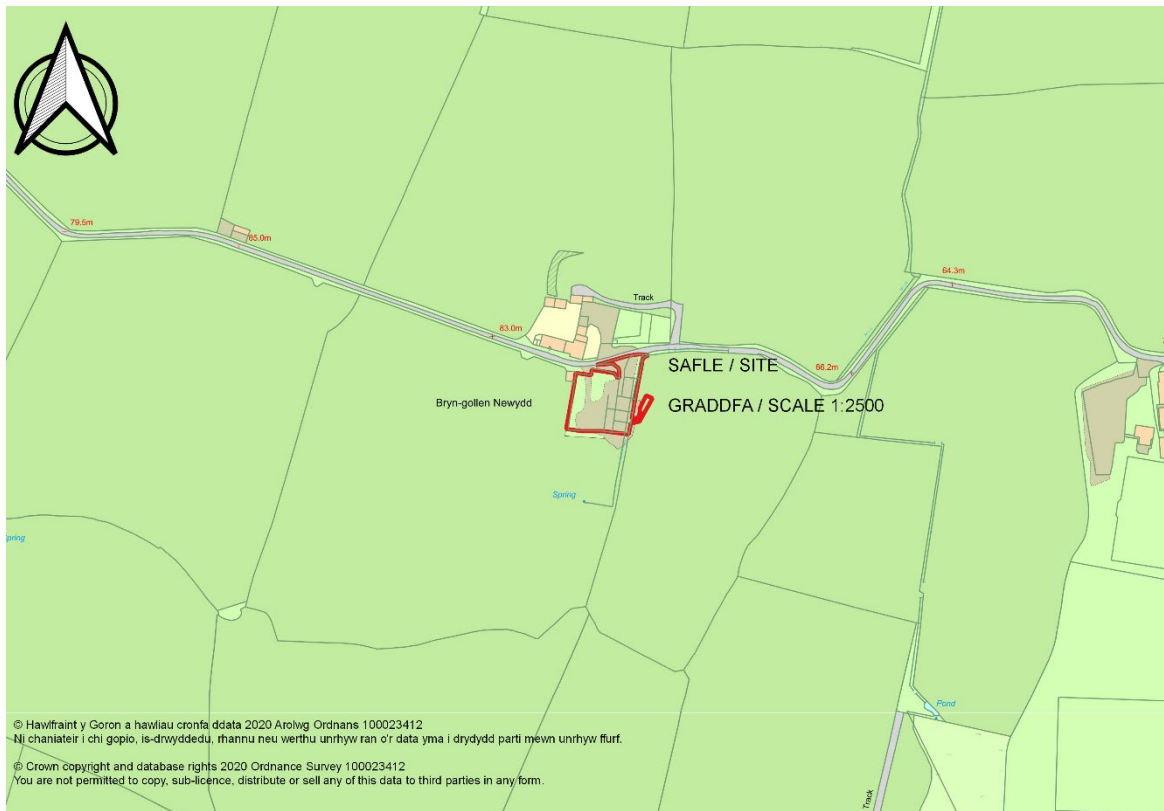 79.5m
85.0m
64.3m
Track
83.0m
66.2m
SAFLE / SITE
Bryn-gollen Newydd
GRADDFA / SCALE 1:2500
Spring
pring
Pond
© Hawlfraint y Goron a hawliau cronfa ddata 2020 Arolwg Ordnans 100023412
Ni chaniateir i chi gopio, is-drwyddedu, rhannu neu werthu unrhyw ran o'r data yma i drydydd parti mewn unrhyw ffurf.
© Crown copyright and database rights 2020 Ordnance Survey 100023412
You are not permitted to copy, sub-licence, distribute or sell any of this data to third parties in any form.
Track